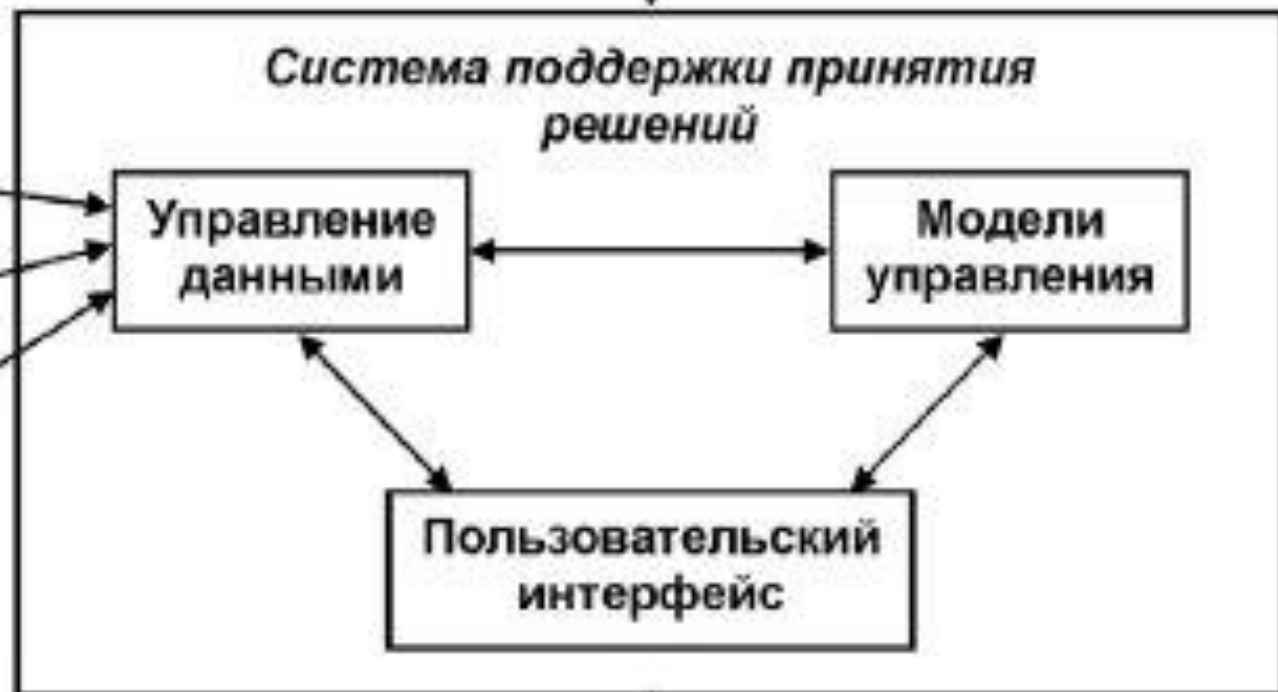 Система поддержки принятия
решений
Управление
данными
Модели
управления
Пользовательский
интерфейс